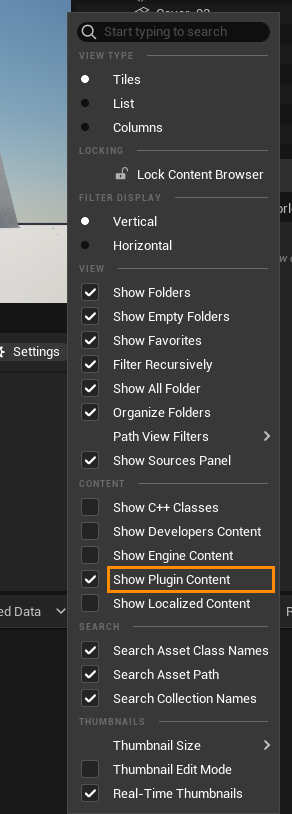 Start typing to search
VIEW TYPE
Tiles
List
Columns
LOCKING
Lock Content Browser
FILTER DISPLAY
Vertical
Horizontal
VIEW
Show Folders
Show Empty Folders
Settings
Show Favorites
Filter Recursively
Show All Folder
Organize Folders
Path View Filters
Show Sources Panel
CONTENT
Show C++ Classes
Show Developers Content
Show Engine Content
Show Plugin Content
Show Localized Content
ed Data
SEARCH
Search Asset Class Names
Search Asset Path
Search Collection Names
THUMBNAILS
Thumbnail Size
Thumbnail Edit Mode
Real-Time Thumbnails